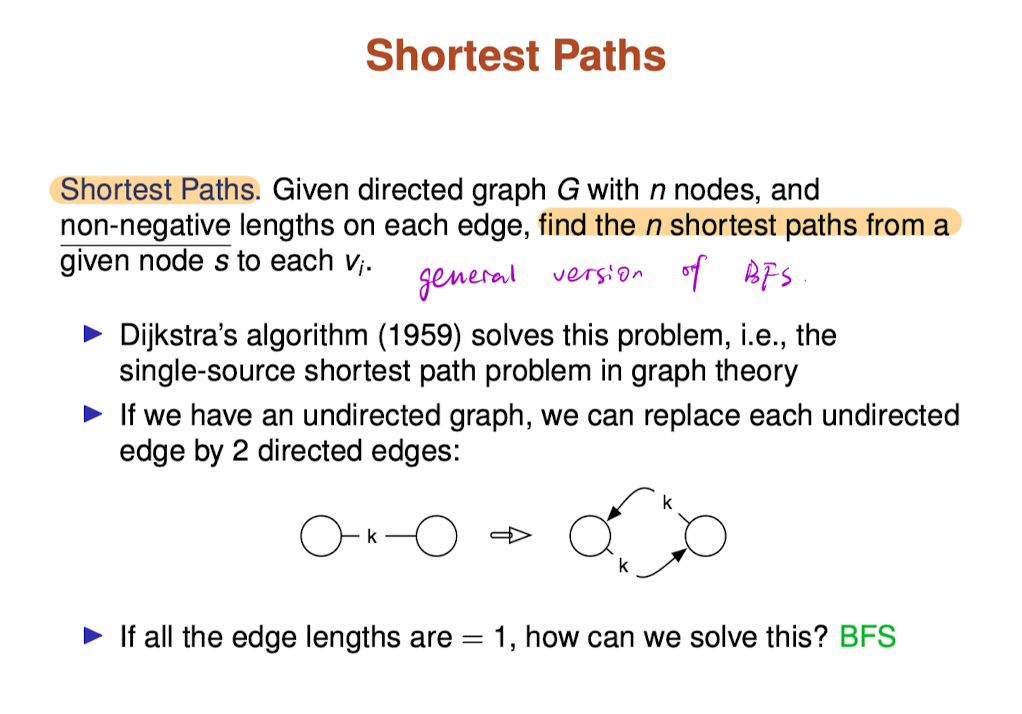 Shortest Paths
Shortest Paths. Given directed graph G with n nodes, and
non-negative lengths on each edge, find the n shortest paths from a
given node s to each vᵢ.
general version of BFS.
▶ Dijkstra's algorithm (1959) solves this problem, i.e., the
single-source shortest path problem in graph theory
▶ If we have an undirected graph, we can replace each undirected
edge by 2 directed edges:
k
k
k
▶ If all the edge lengths are = 1, how can we solve this? BFS